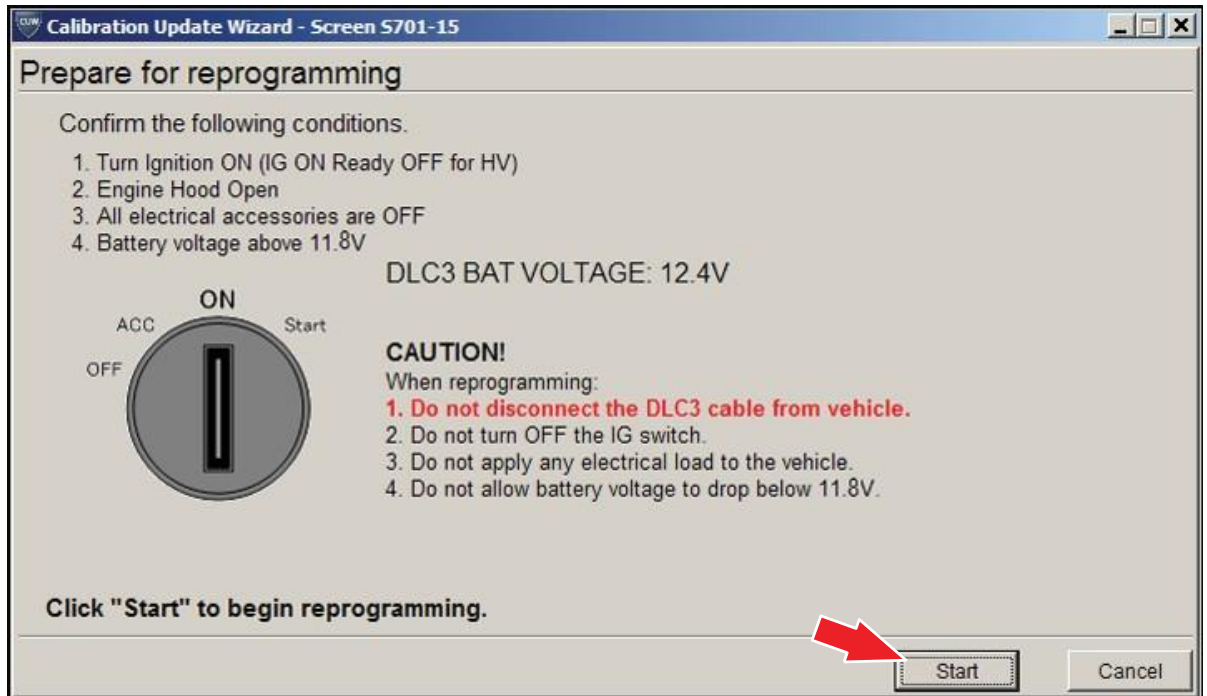 CUW Calibration Update Wizard - Screen S701-15
Prepare for reprogramming
Confirm the following conditions.
1. Turn Ignition ON (IG ON Ready OFF for HV)
2. Engine Hood Open
3. All electrical accessories are OFF
4. Battery voltage above 11.8V
DLC3 BAT VOLTAGE: 12.4V
ON
ACC
Start
OFF
CAUTION!
When reprogramming:
1. Do not disconnect the DLC3 cable from vehicle.
2. Do not turn OFF the IG switch.
3. Do not apply any electrical load to the vehicle.
4. Do not allow battery voltage to drop below 11.8V.
Click "Start" to begin reprogramming.
Start
Cancel